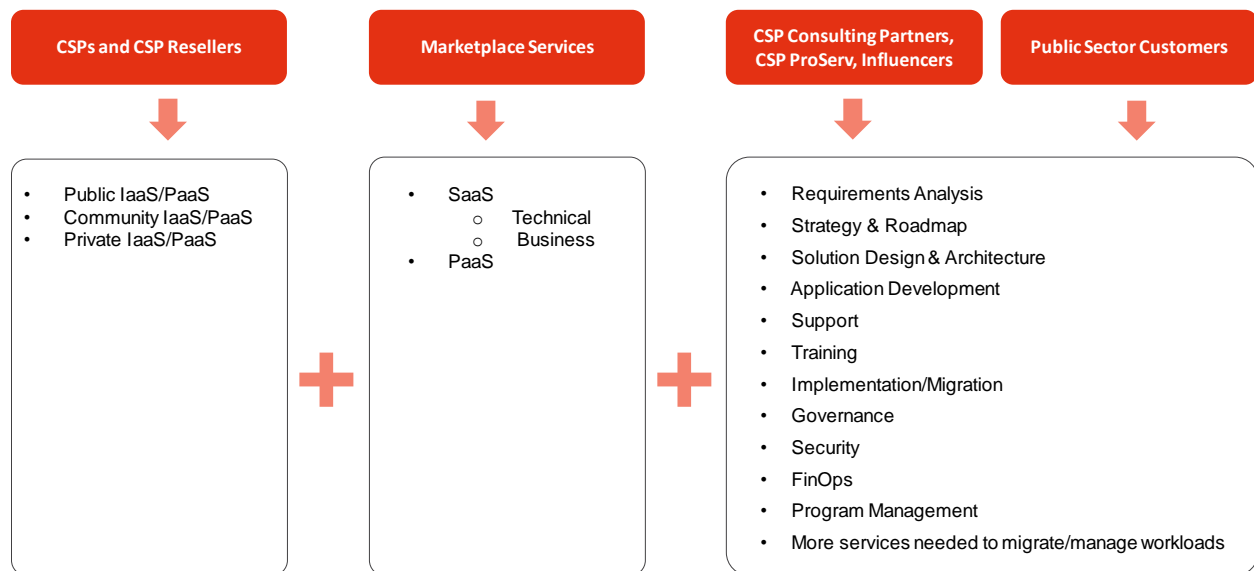 CSPs and CSP Resellers
Marketplace Services
CSP Consulting Partners,
CSP ProServ, Influencers
Public Sector Customers
• Public IaaS/PaaS
• Community IaaS/PaaS
• Private IaaS/PaaS
• SaaS
o Technical
o Business
• PaaS
• Requirements Analysis
• Strategy & Roadmap
• Solution Design & Architecture
• Application Development
• Support
• Training
• Implementation/Migration
• Governance
• Security
• FinOps
• Program Management
• More services needed to migrate/manage workloads